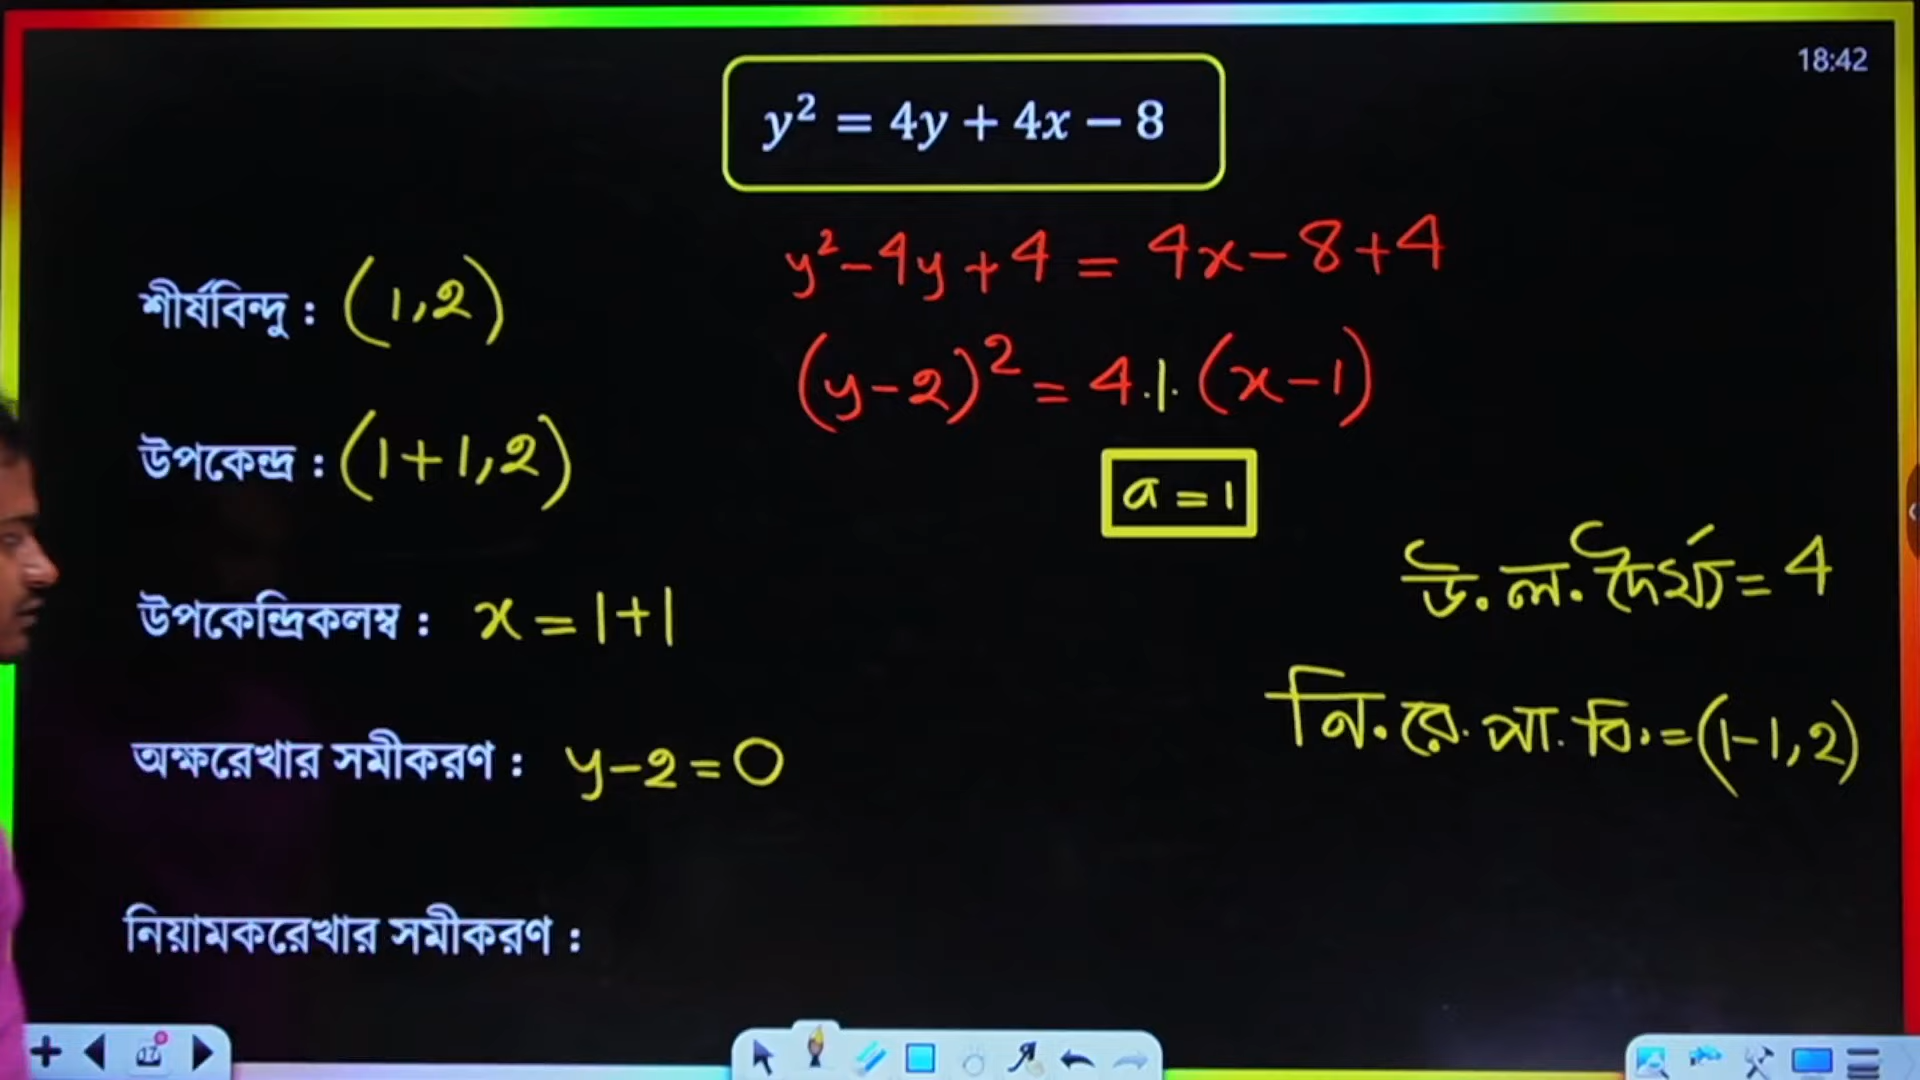 18:42
y² = 4y + 4x − 8
y² − 4y + 4 = 4x − 8 + 4
(y − 2)² = 4.1.(x − 1)
a = 1
শীর্ষবিন্দু : (1, 2)
উপকেন্দ্র : (1 + 1, 2)
উপকেন্দ্রিকলম্ব : x = 1 + 1
অক্ষরেখার সমীকরণ : y − 2 = 0
নিয়ামকরেখার সমীকরণ :
উ. ল. দৈর্ঘ্য = 4
নি. রে. পা. বি. = (1 − 1, 2)
17